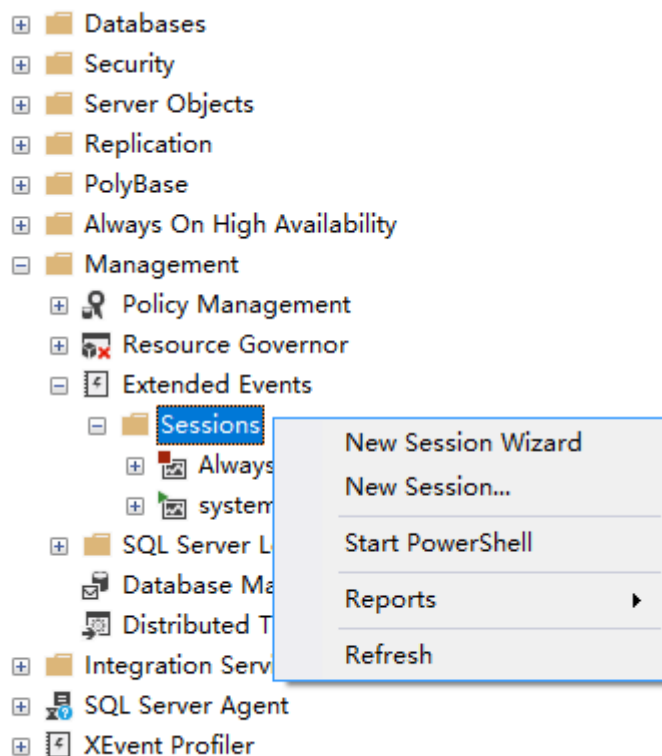 Databases
Security
Server Objects
Replication
PolyBase
Always On High Availability
Management
Policy Management
Resource Governor
Extended Events
Sessions
New Session Wizard
Always
New Session...
system
SQL Server L
Start PowerShell
Database Ma
Reports
Distributed T
Refresh
Integration Servi
SQL Server Agent
XEvent Profiler